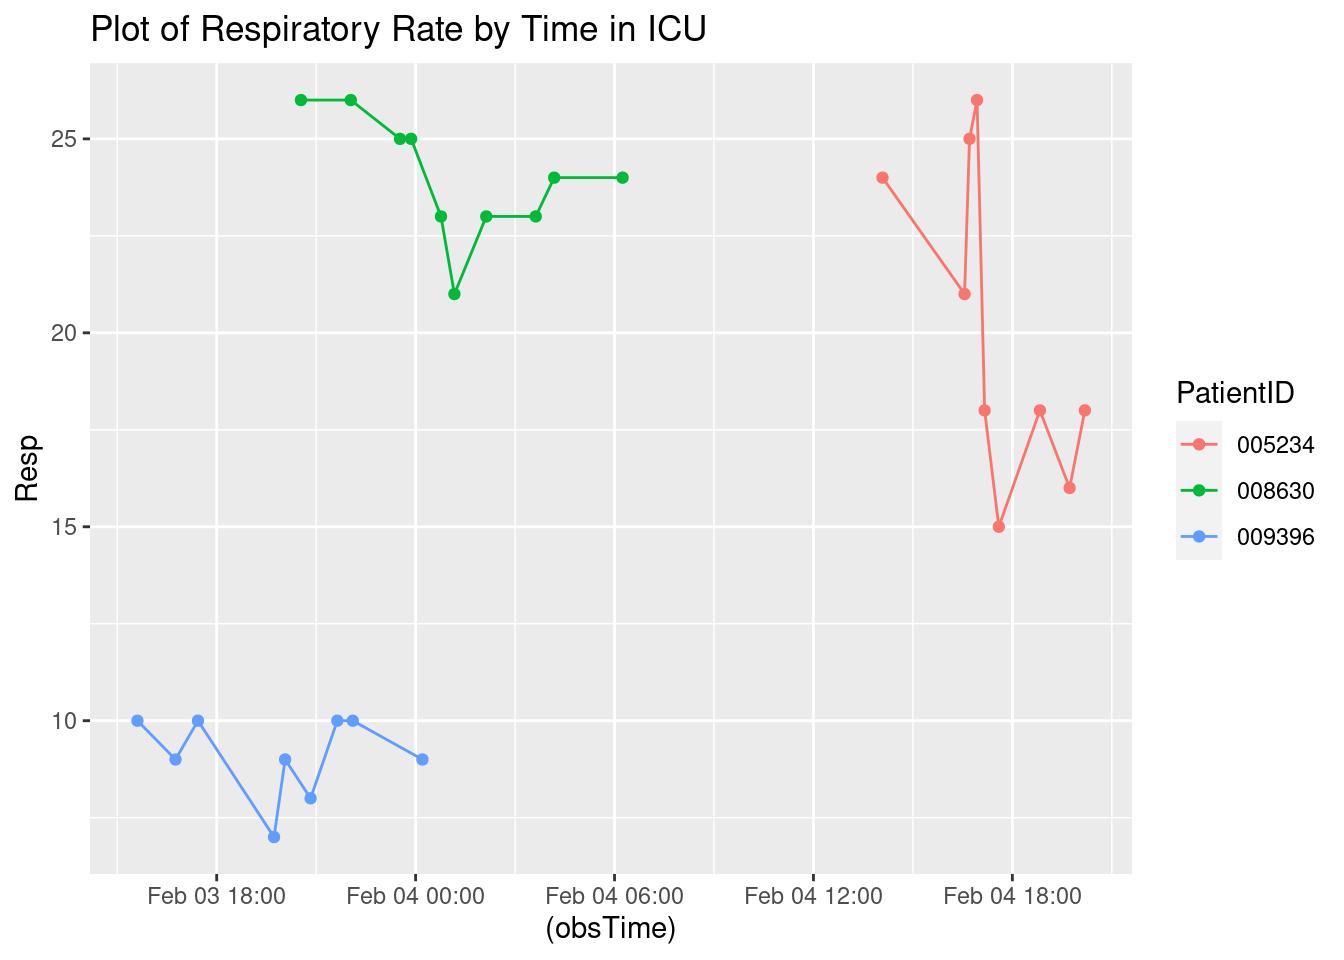 Plot of Respiratory Rate by Time in ICU
25
20
15
10
Resp
Feb 03 18:00 Feb 04 00:00 Feb 04 06:00 Feb 04 12:00 Feb 04 18:00
(obsTime)
PatientID
005234
008630
009396